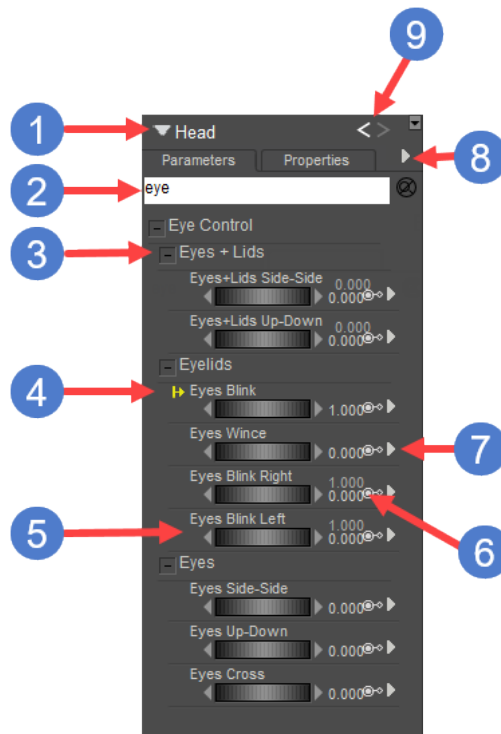 9
1
Head
< >
Parameters Properties
8
2
eye
Eye Control
3
Eyes + Lids
Eyes+Lids Side-Side
0.000
0.000
Eyes+Lids Up-Down
0.000
0.000
Eyelids
4
Eyes Blink
1.000
Eyes Wince
0.000
7
Eyes Blink Right
1.000
0.000
5
Eyes Blink Left
1.000
0.000
6
Eyes
Eyes Side-Side
0.000
Eyes Up-Down
0.000
Eyes Cross
0.000